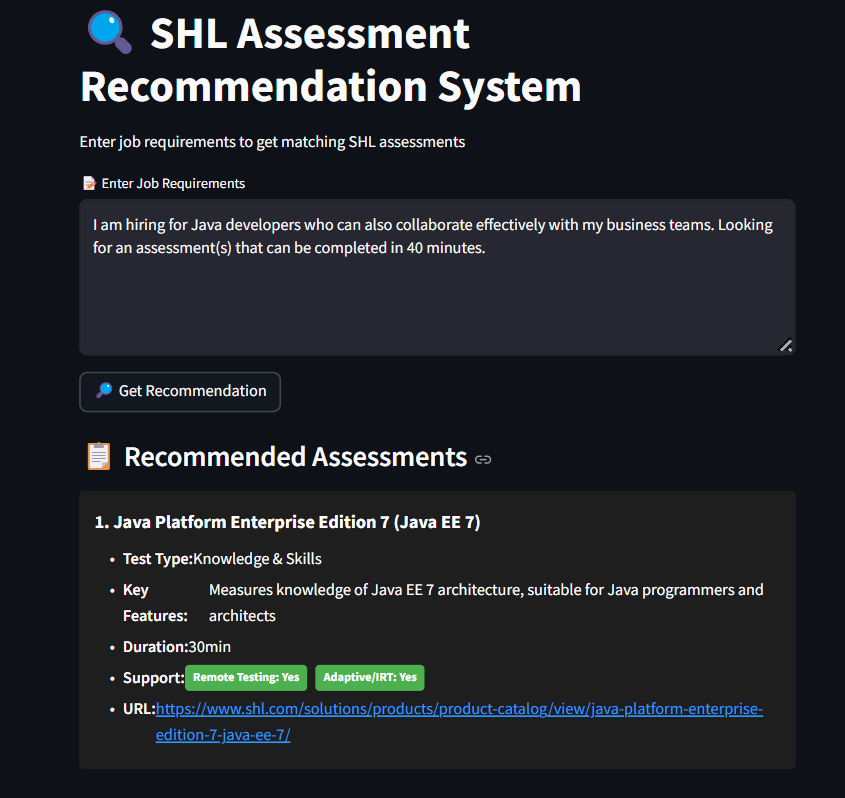 SHL Assessment
Recommendation System
Enter job requirements to get matching SHL assessments
Enter Job Requirements
I am hiring for Java developers who can also collaborate effectively with my business teams. Looking
for an assessment(s) that can be completed in 40 minutes.
Get Recommendation
Recommended Assessments
1. Java Platform Enterprise Edition 7 (Java EE 7)
• Test Type:Knowledge & Skills
• Key Features: Measures knowledge of Java EE 7 architecture, suitable for Java programmers and
architects
• Duration:30min
• Support: Remote Testing: Yes Adaptive/IRT: Yes
• URL:https://www.shl.com/solutions/products/product-catalog/view/java-platform-enterprise-
edition-7-java-ee-7/